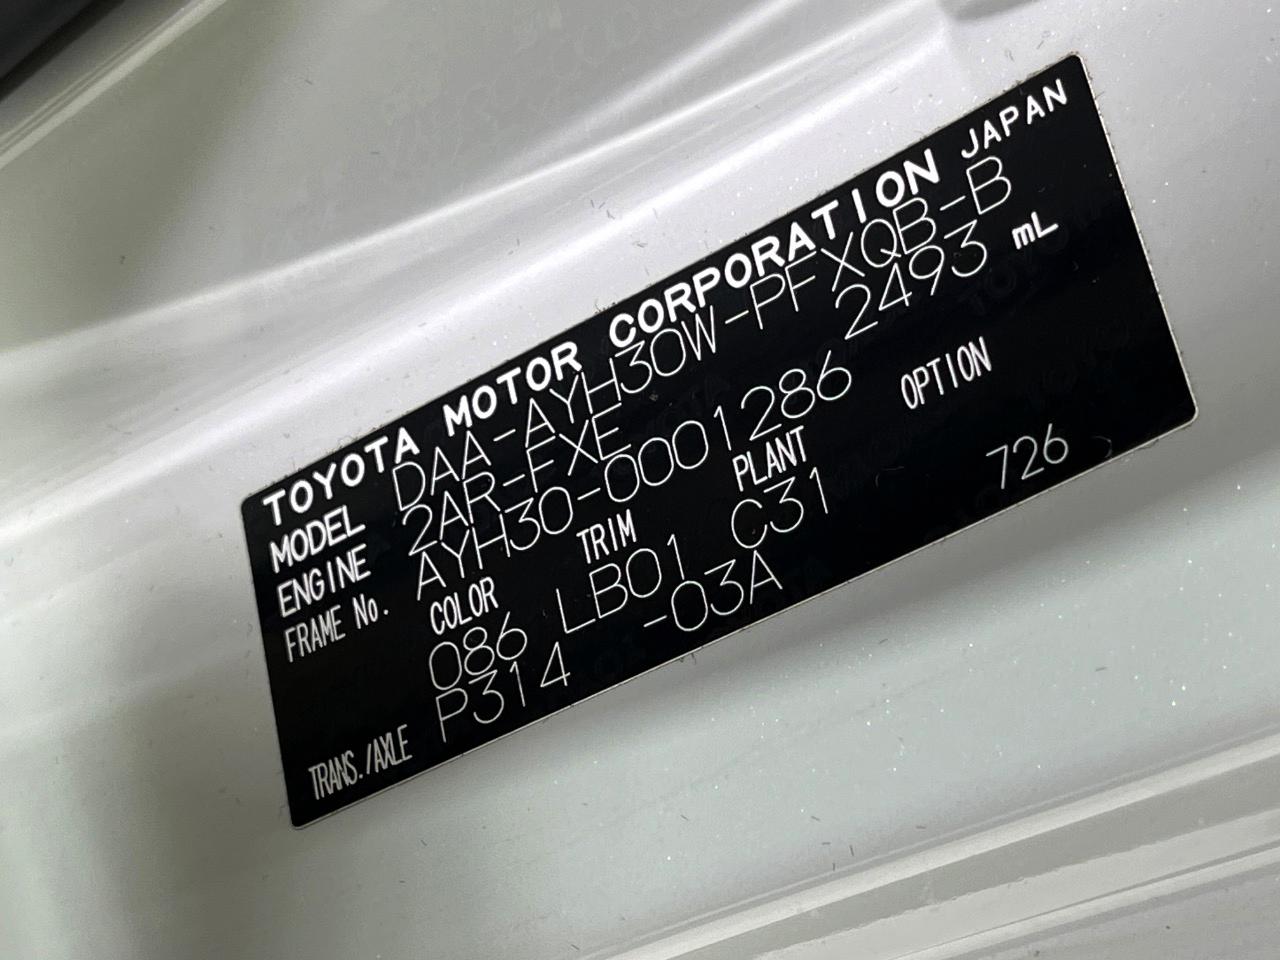 TOYOTA MOTOR CORPORATION JAPAN
MODEL DAA-AYH30W-PFXQB-B
ENGINE 2AR-FXE 2493 mL
FRAME No. AYH30-0001286
COLOR TRIM PLANT OPTION
086 LB01 C31 726
TRANS./AXLE P314 -03A